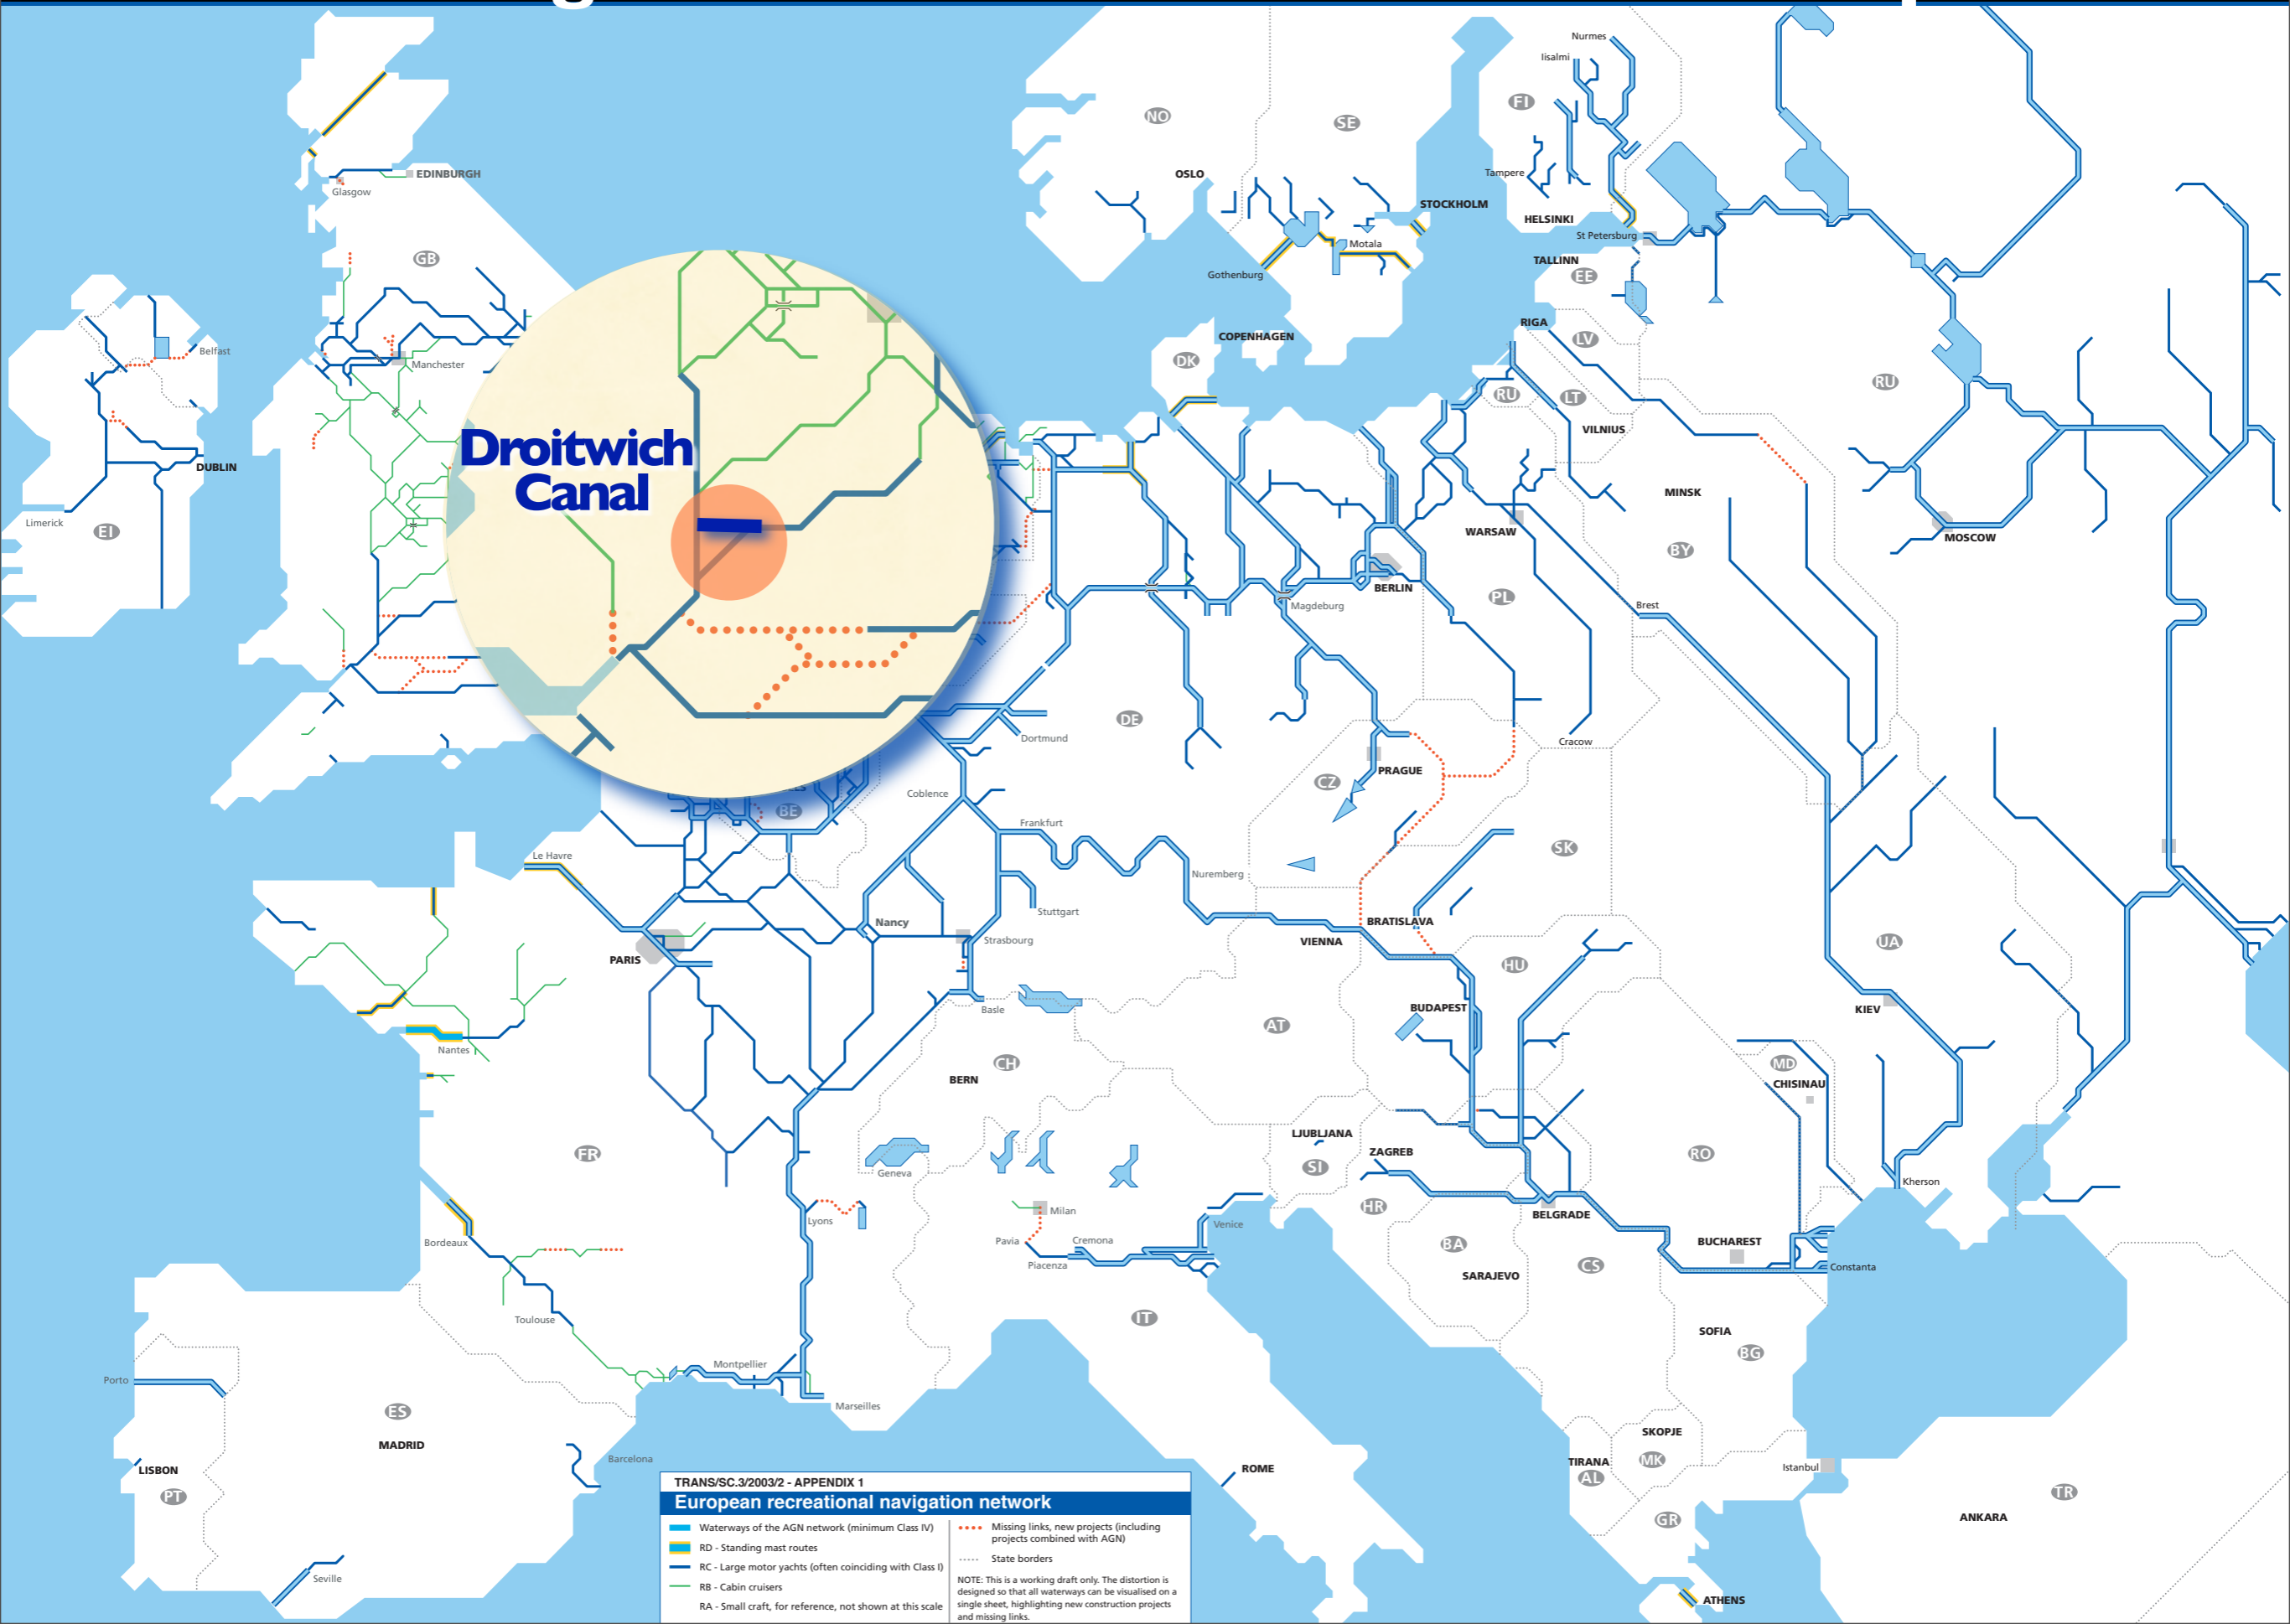 Nurmes
Iisalmi
FI
NO
SE
Tampere
EDINBURGH
Glasgow
OSLO
STOCKHOLM
HELSINKI
St Petersburg
Motala
GB
TALLINN
Gothenburg
EE
RIGA
COPENHAGEN
LV
Belfast
DK
Manchester
RU
RU
LT
VILNIUS
Droitwich
Canal
DUBLIN
MINSK
Limerick
EI
WARSAW
MOSCOW
BY
BERLIN
PL
Magdeburg
Brest
DE
Dortmund
Cracow
PRAGUE
CZ
Coblence
BE
Frankfurt
SK
Le Havre
Nuremberg
Stuttgart
Nancy
BRATISLAVA
VIENNA
Strasbourg
UA
PARIS
HU
Basle
BUDAPEST
KIEV
AT
Nantes
CH
MD
BERN
CHISINAU
LJUBLJANA
ZAGREB
FR
RO
SI
Geneva
Kherson
HR
Milan
BELGRADE
Lyons
Venice
Bordeaux
Pavia
Cremona
BA
BUCHAREST
Piacenza
CS
Constanta
SARAJEVO
IT
Toulouse
SOFIA
BG
Montpellier
Porto
Marseilles
ES
SKOPJE
MADRID
Barcelona
MK
TIRANA
AL
Istanbul
LISBON
ROME
PT
TR
GR
ANKARA
Seville
ATHENS
TRANS/SC.3/2003/2 - APPENDIX 1
European recreational navigation network
Waterways of the AGN network (minimum Class IV)
RD - Standing mast routes
RC - Large motor yachts (often coinciding with Class I)
RB - Cabin cruisers
RA - Small craft, for reference, not shown at this scale
Missing links, new projects (including
projects combined with AGN)
State borders
NOTE: This is a working draft only. The distortion is
designed so that all waterways can be visualised on a
single sheet, highlighting new construction projects
and missing links.